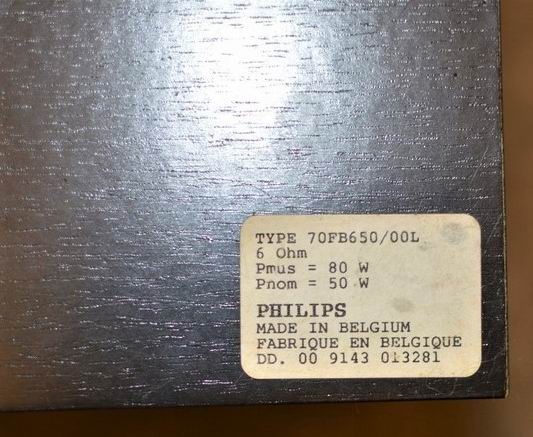 TYPE 70FB650/00L
6 Ohm
Pmus = 80 W
Pnom = 50 W
PHILIPS
MADE IN BELGIUM
FABRIQUE EN BELGIQUE
DD. 00 9143 013281